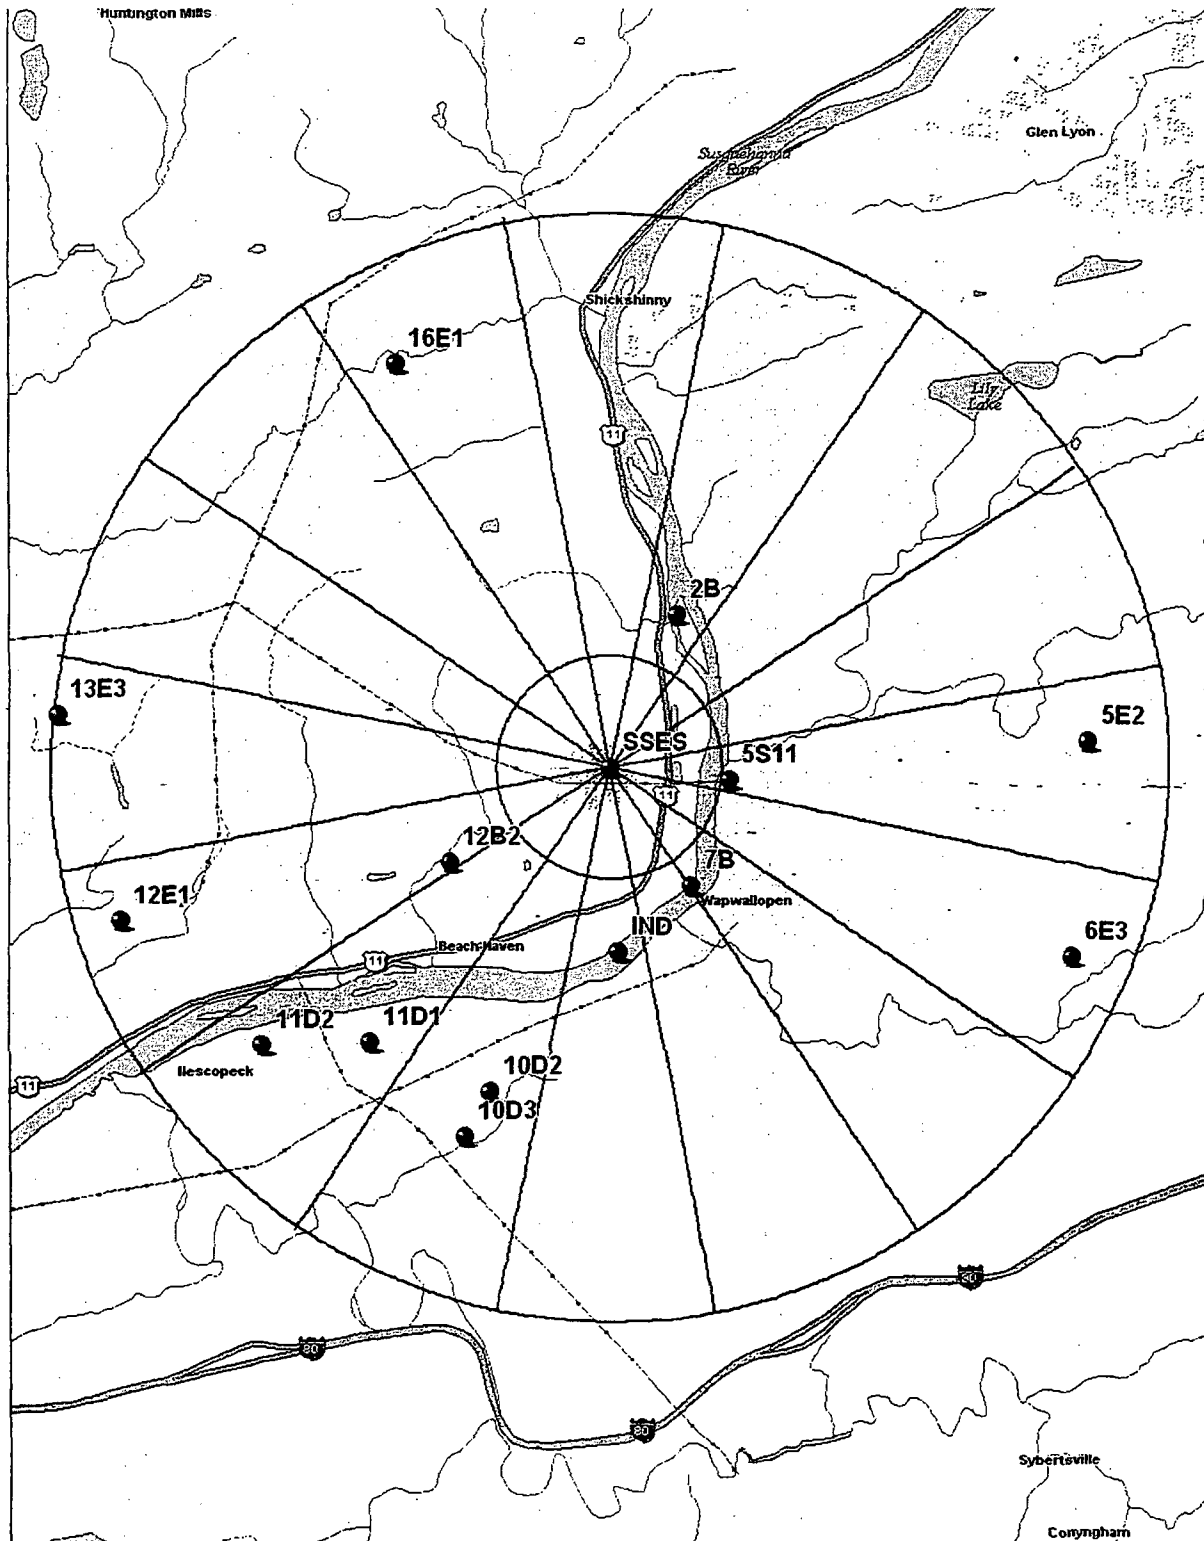 Huntington Mills
Glen Lyon
Susquehanna
River
Shickshinny
16E1
Lily
Lake
11
2B
13E3
5E2
SSES
5S11
11
12B2
7B
12E1
Wapwallopen
IND
6E3
Beach Haven
11
11D2
11D1
Nescopeck
10D2
11
10D3
80
80
80
Sybertsville
Conyngham